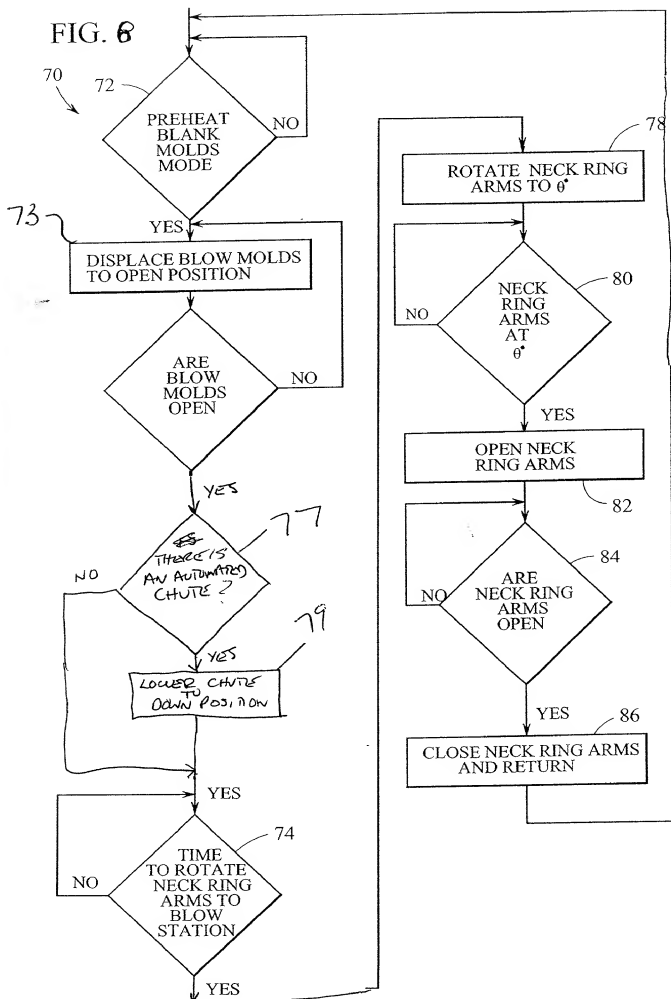 FIG. 8
70
72
PREHEAT
BLANK
MOLDS
MODE
NO
YES
73
DISPLACE BLOW MOLDS
TO OPEN POSITION
ARE
BLOW
MOLDS
OPEN
NO
YES
77
THERE IS
AN AUTOMATED
CHUTE?
NO
YES
79
LOWER CHUTE
TO
DOWN POSITION
YES
74
TIME
TO ROTATE
NECK RING
ARMS TO
BLOW
STATION
NO
YES
78
ROTATE NECK RING
ARMS TO θ°
80
NECK
RING
ARMS
AT
θ°
NO
YES
OPEN NECK
RING ARMS
82
84
ARE
NECK RING
ARMS
OPEN
NO
YES
86
CLOSE NECK RING ARMS
AND RETURN